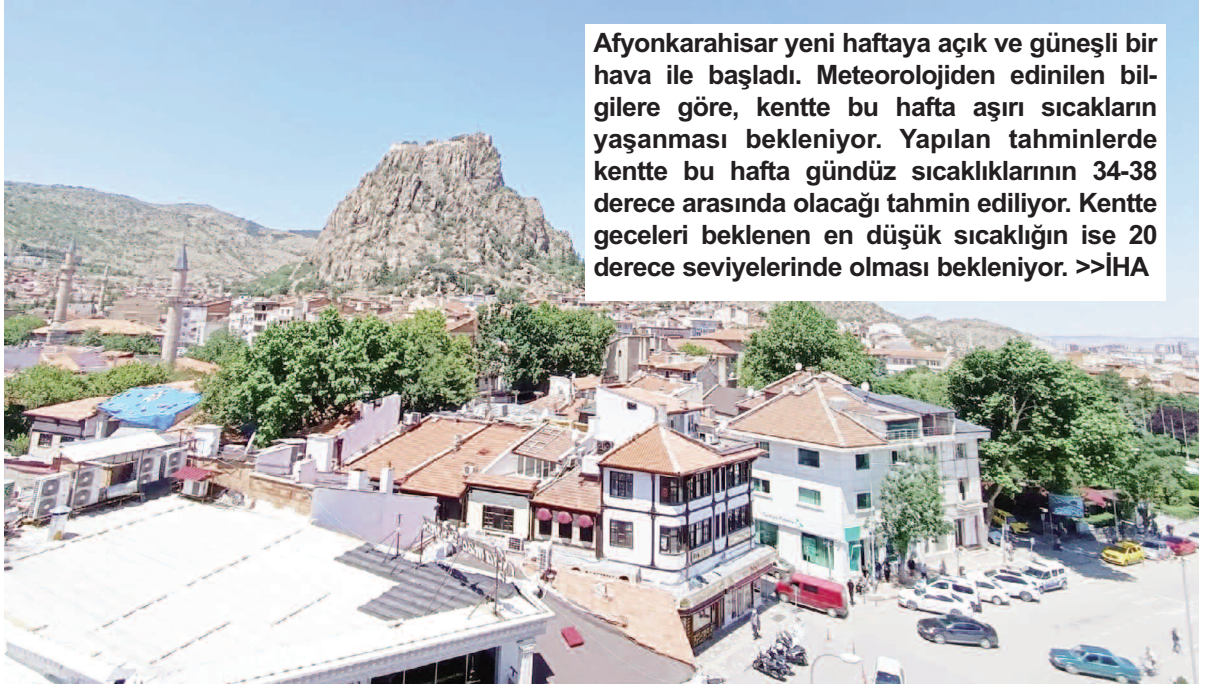 Afyonkarahisar yeni haftaya açık ve güneşli bir
hava ile başladı. Meteorolojiden edinilen bil-
gilere göre, kentte bu hafta aşırı sıcakların
yaşanması bekleniyor. Yapılan tahminlerde
kentte bu hafta gündüz sıcaklıklarının 34-38
derece arasında olacağı tahmin ediliyor. Kentte
geceleri beklenen en düşük sıcaklığın ise 20
derece seviyelerinde olması bekleniyor. >>İHA